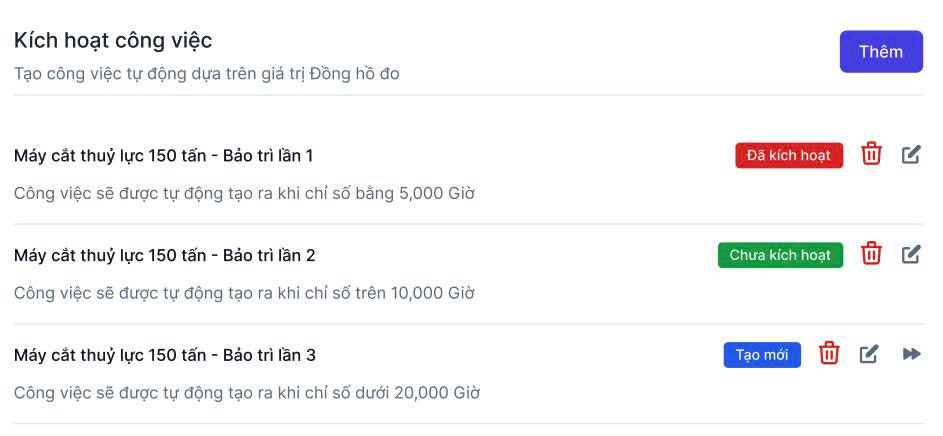 Kích hoạt công việc
Thêm
Tạo công việc tự động dựa trên giá trị Đồng hồ đo
Máy cắt thuỷ lực 150 tấn - Bảo trì lần 1
Đã kích hoạt
Công việc sẽ được tự động tạo ra khi chỉ số bằng 5,000 Giờ
Máy cắt thuỷ lực 150 tấn - Bảo trì lần 2
Chưa kích hoạt
Công việc sẽ được tự động tạo ra khi chỉ số trên 10,000 Giờ
Máy cắt thuỷ lực 150 tấn - Bảo trì lần 3
Tạo mới
Công việc sẽ được tự động tạo ra khi chỉ số dưới 20,000 Giờ